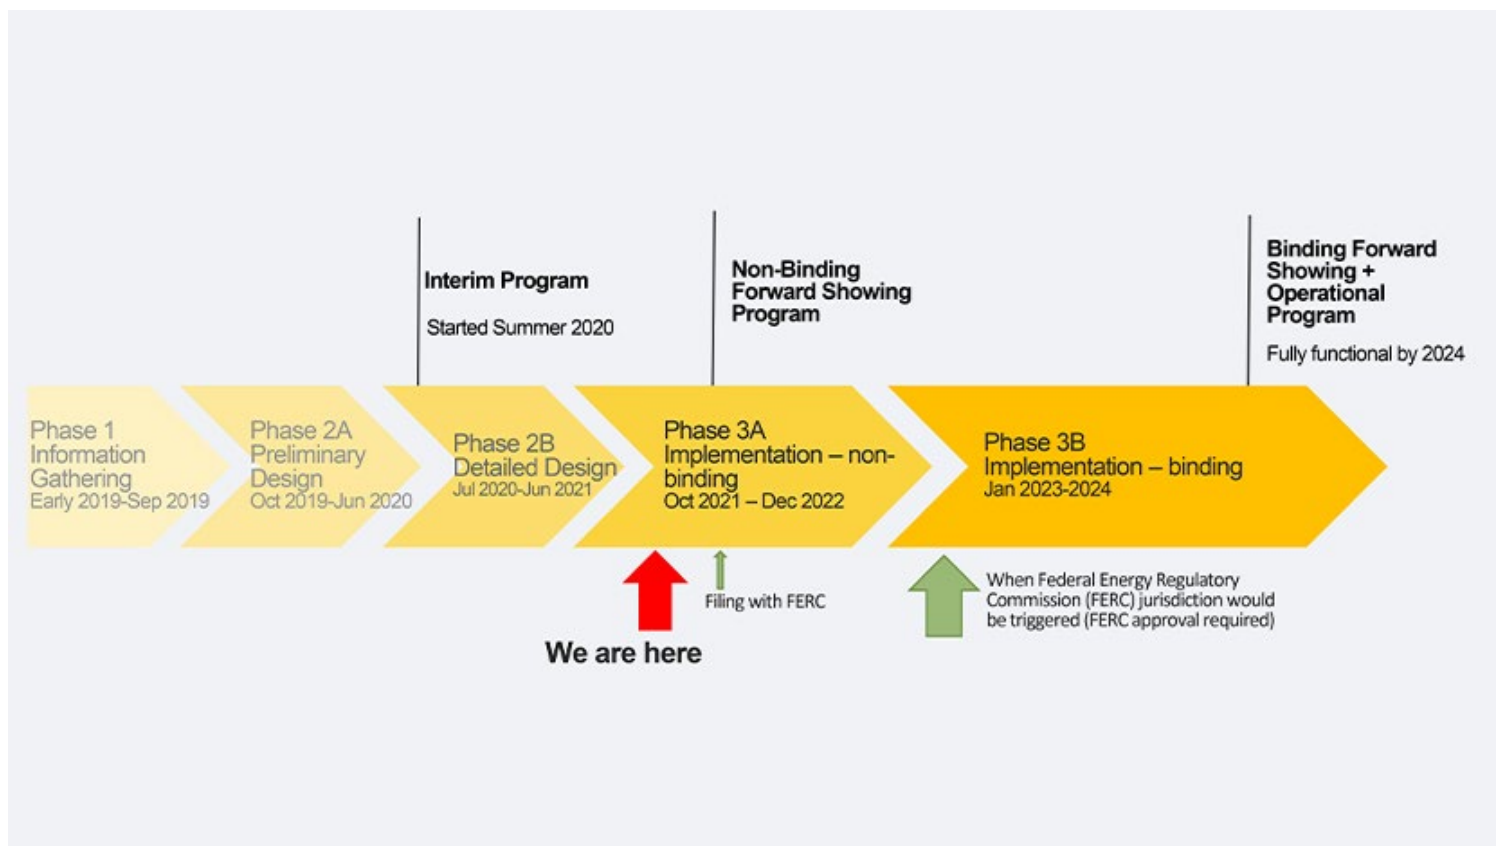 Interim Program
Started Summer 2020
Non-Binding
Forward Showing
Program
Binding Forward
Showing +
Operational
Program
Fully functional by 2024
Phase 1
Information
Gathering
Early 2019-Sep 2019
Phase 2A
Preliminary
Design
Oct 2019-Jun 2020
Phase 2B
Detailed Design
Jul 2020-Jun 2021
Phase 3A
Implementation – non-
binding
Oct 2021 – Dec 2022
Phase 3B
Implementation – binding
Jan 2023-2024
We are here
Filing with FERC
When Federal Energy Regulatory
Commission (FERC) jurisdiction would
be triggered (FERC approval required)